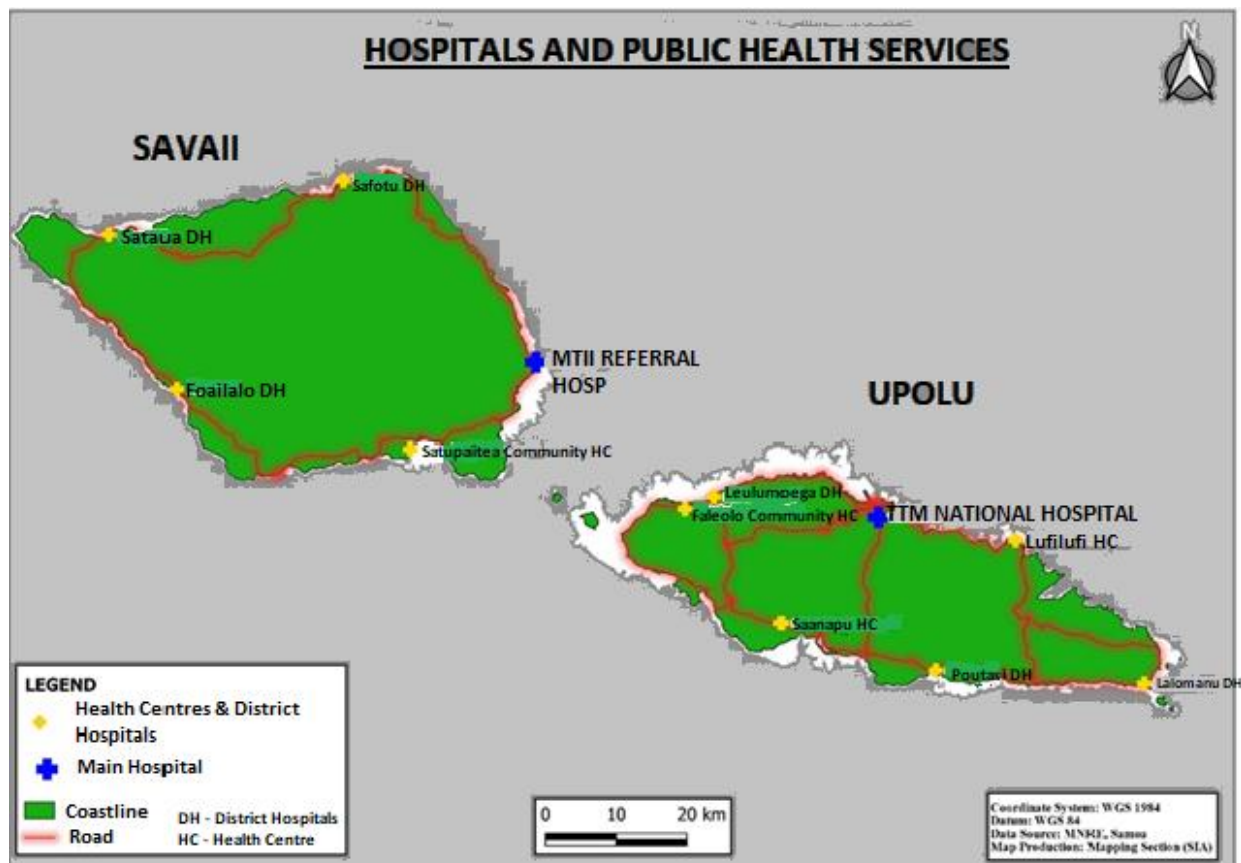 HOSPITALS AND PUBLIC HEALTH SERVICES
N
SAVAII
Safotu DH
Sataua DH
MTII REFERRAL
HOSP
Foailalo DH
UPOLU
Satupaitea Community HC
Leulumoega DH
Faleolo Community HC
TTM NATIONAL HOSPITAL
Lufilufi HC
Saanapu HC
Poutasi DH
Lalomanu DH
LEGEND
Health Centres & District
Hospitals
Main Hospital
Coastline
DH - District Hospitals
Road
HC - Health Centre
0 10 20 km
Coordinate System: WGS 1984
Datum: WGS 84
Data Source: MNRE, Samoa
Map Production: Mapping Section (SIA)